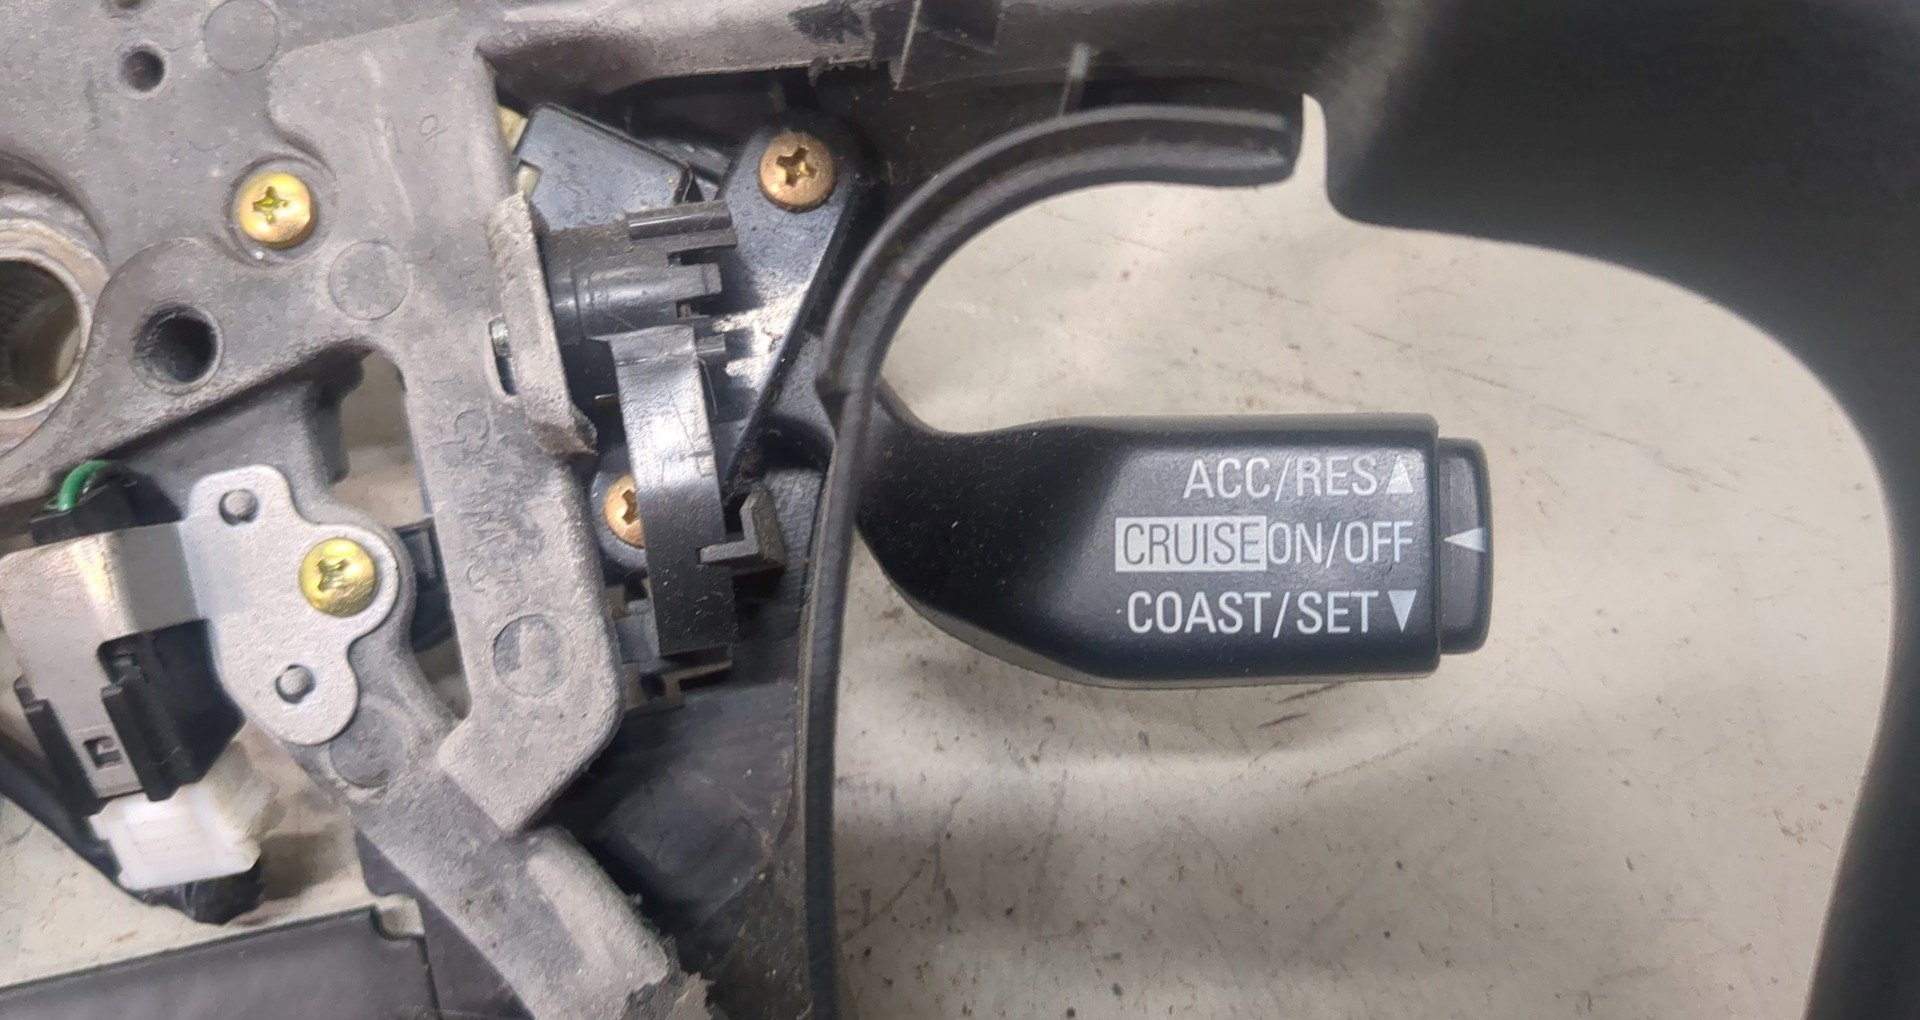 ACC/RES▲
CRUISE ON/OFF ◀
COAST/SET▼